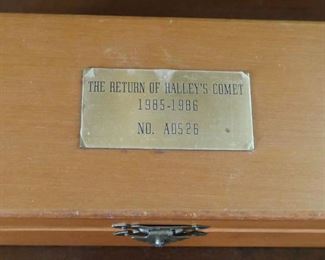 THE RETURN OF HALLEY'S COMET
1985-1986
NO. A0526